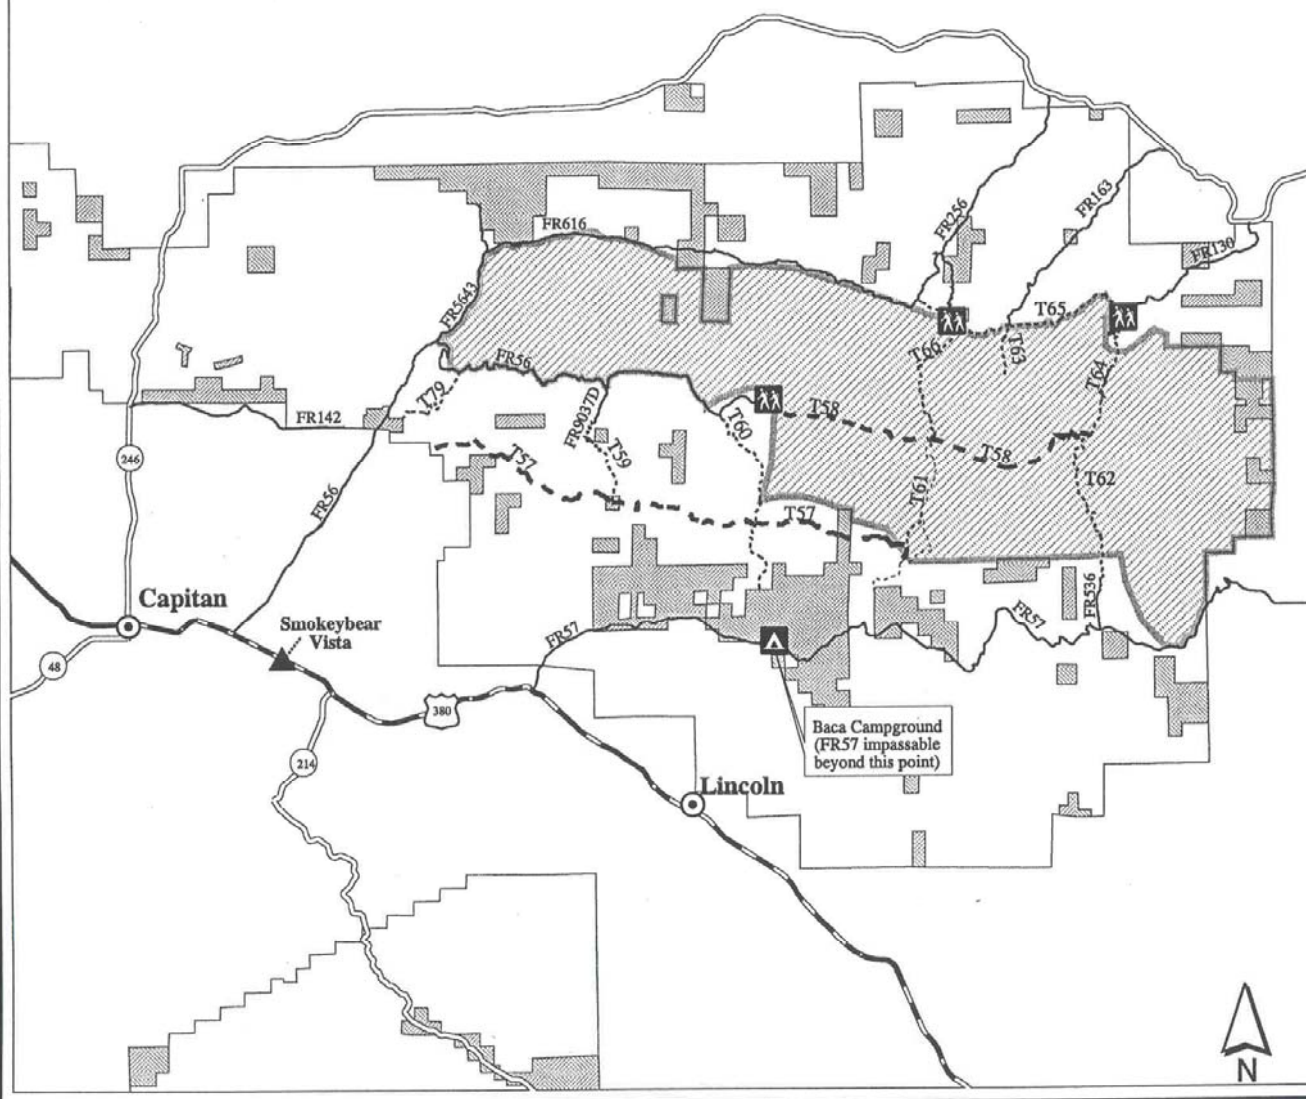 FR616
FR256
FR163
FR130
FR5643
T65
T66
T63
T64
FR56
T79
FR9037D
T60
T58
FR142
T57
T59
T58
246
T61
T62
FR56
T57
Capitan
Smokeybear
Vista
FR57
FR536
FR57
48
380
Baca Campground
(FR57 impassable
beyond this point)
214
Lincoln
N